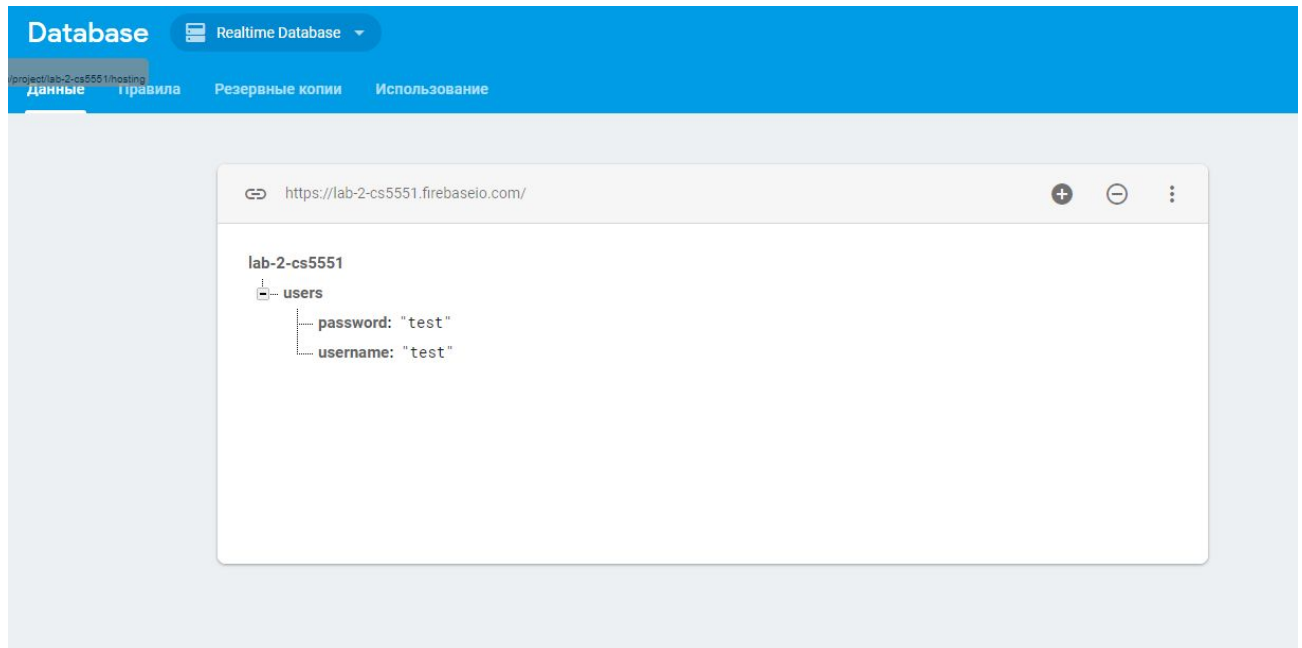 Database Realtime Database
/project/lab-2-cs5551/hosting
Данные Правила Резервные копии Использование
https://lab-2-cs5551.firebaseio.com/
lab-2-cs5551
users
password: "test"
username: "test"